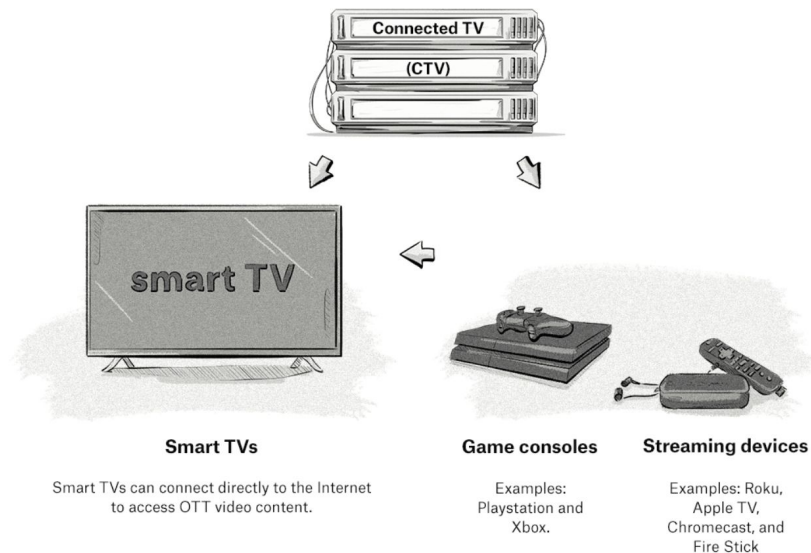 Connected TV
(CTV)
smart TV
Smart TVs
Smart TVs can connect directly to the Internet
to access OTT video content.
Game consoles
Examples:
Playstation and
Xbox.
Streaming devices
Examples: Roku,
Apple TV,
Chromecast, and
Fire Stick